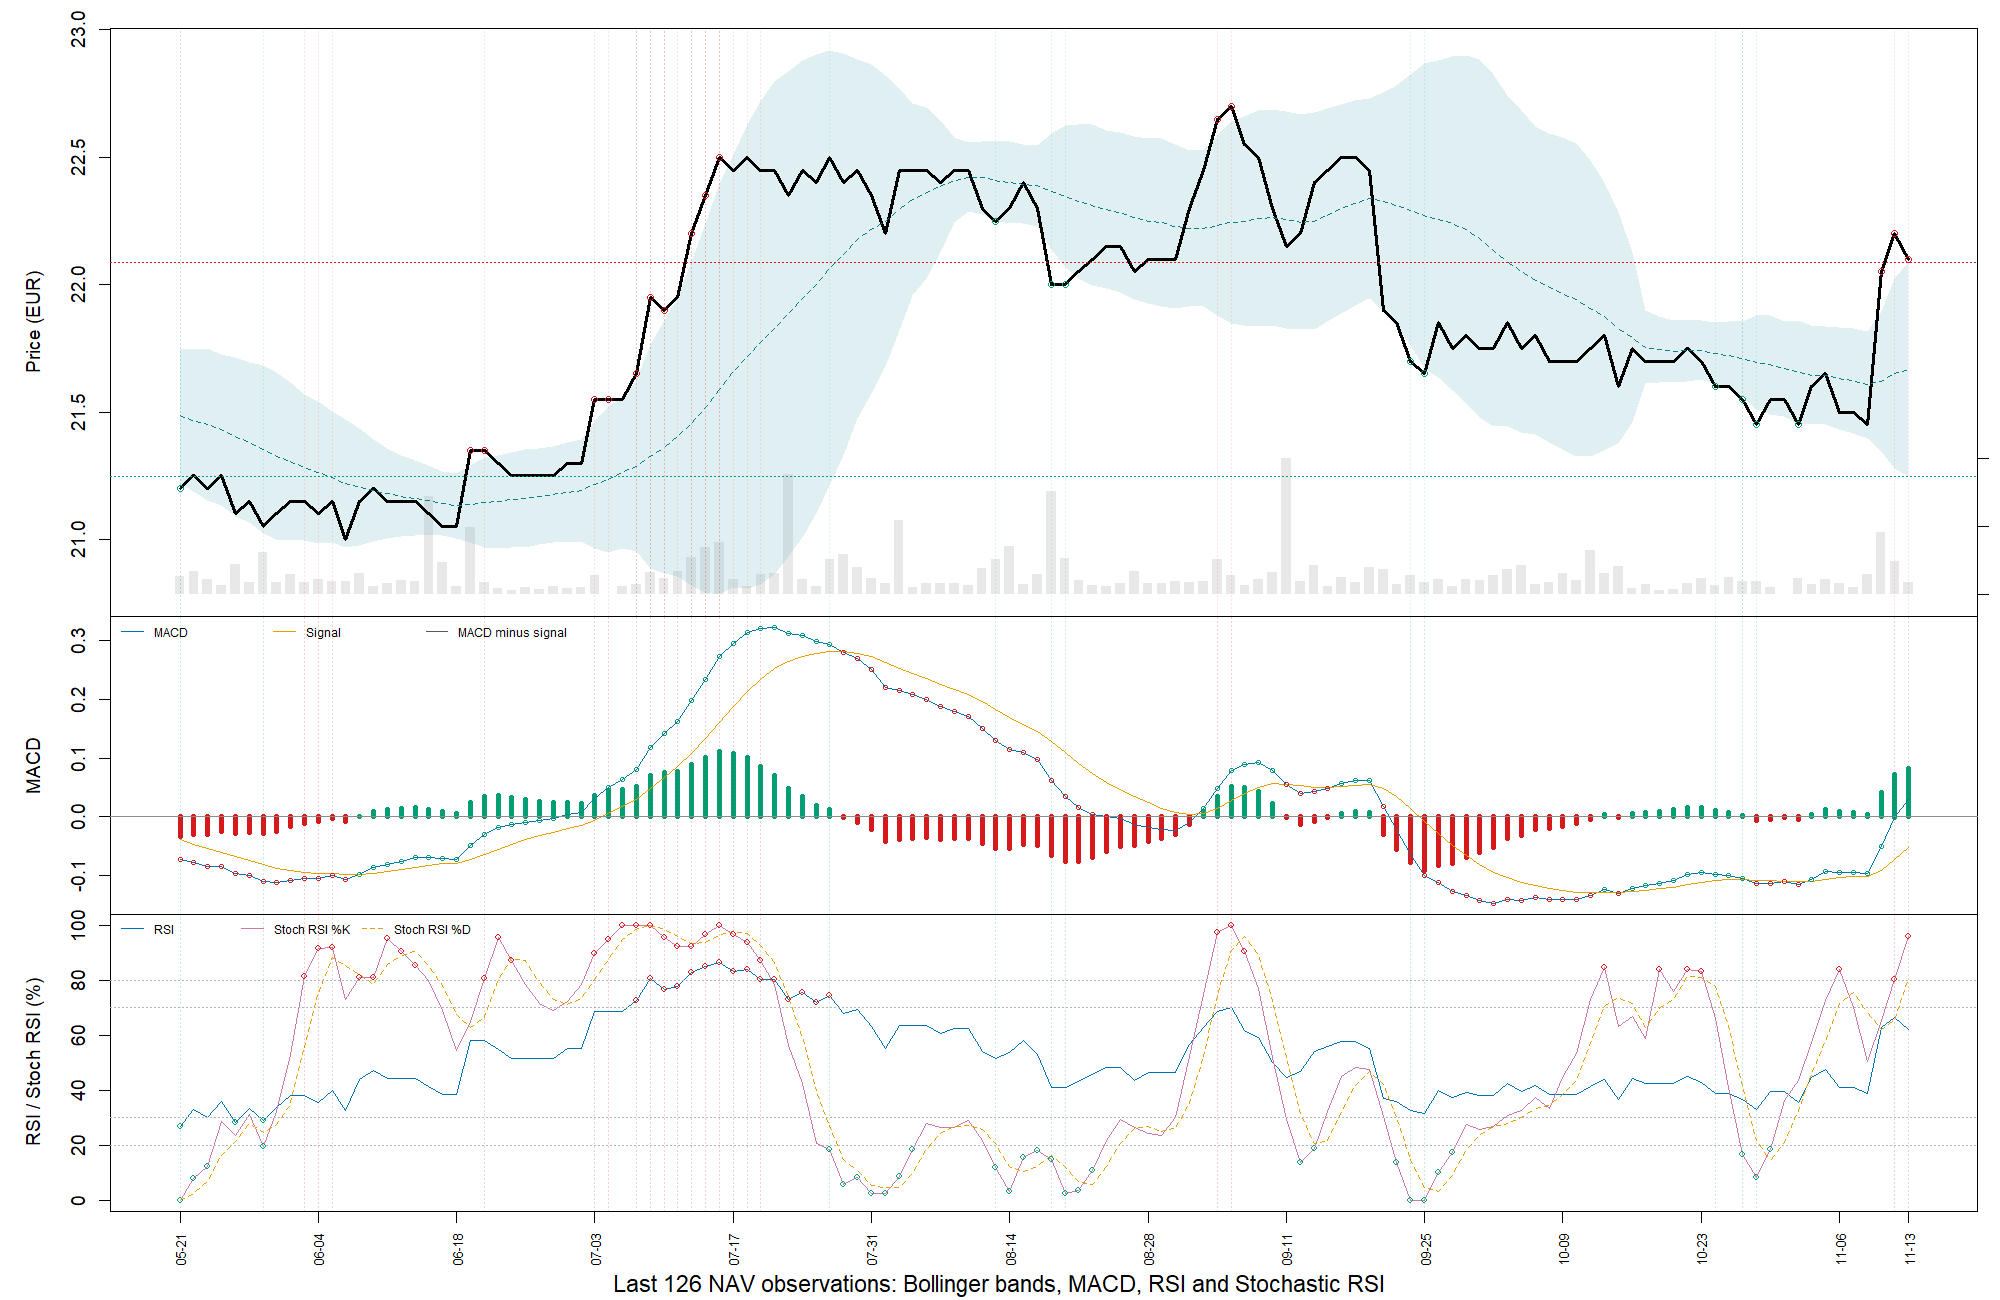 Price (EUR)
23.0
22.5
22.0
21.5
21.0
MACD Signal MACD minus signal
MACD
0.3
0.2
0.1
0.0
-0.1
RSI Stoch RSI %K Stoch RSI %D
RSI / Stoch RSI (%)
100
80
60
40
20
0
05-21 06-04 06-18 07-03 07-17 07-31 08-14 08-28 09-11 09-25 10-09 10-23 11-06 11-13
Last 126 NAV observations: Bollinger bands, MACD, RSI and Stochastic RSI